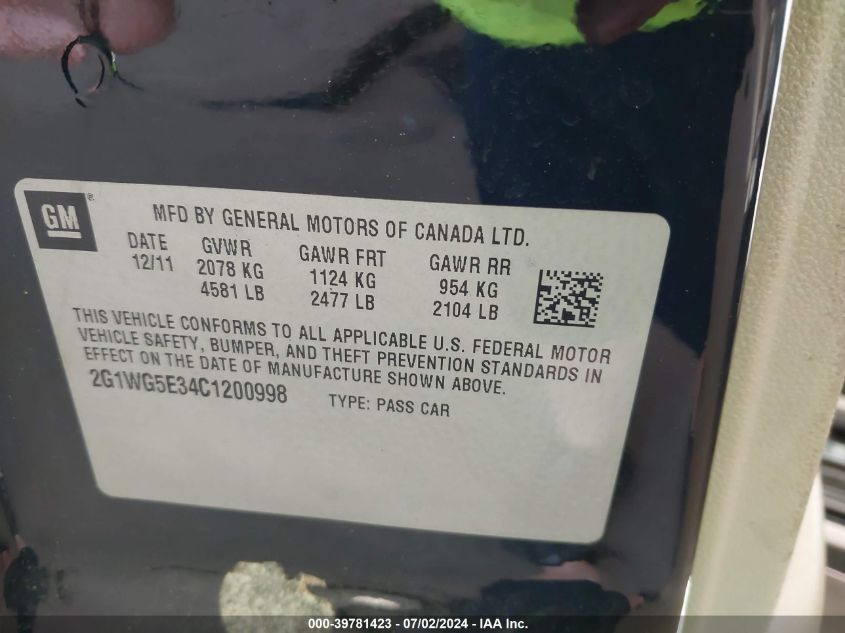 GM ®
MFD BY GENERAL MOTORS OF CANADA LTD.
DATE GVWR GAWR FRT GAWR RR
12/11 2078 KG 1124 KG 954 KG
4581 LB 2477 LB 2104 LB
THIS VEHICLE CONFORMS TO ALL APPLICABLE U.S. FEDERAL MOTOR
VEHICLE SAFETY, BUMPER, AND THEFT PREVENTION STANDARDS IN
EFFECT ON THE DATE OF MANUFACTURE SHOWN ABOVE.
2G1WG5E34C1200998 TYPE: PASS CAR
000-39781423 - 07/02/2024 - IAA Inc.